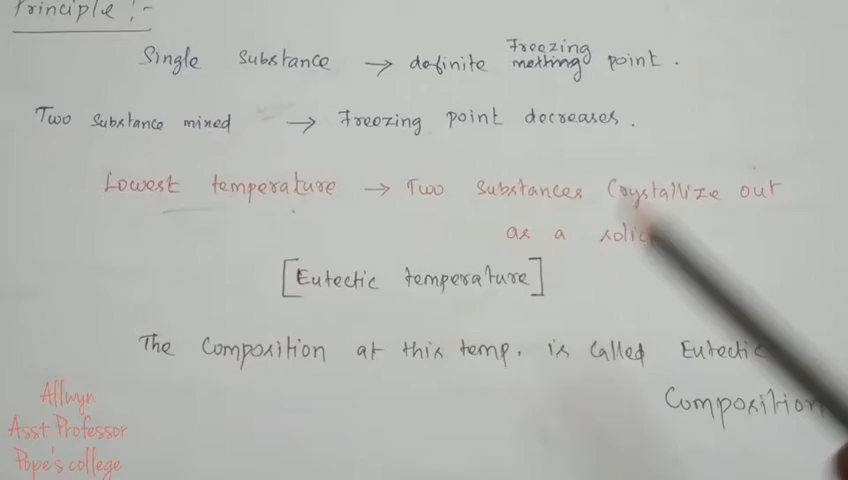 Principle :-
Single substance → definite Freezing melting point.
Two substance mixed → Freezing point decreases.
Lowest temperature → Two substances Crystallize out
as a solid
[Eutectic temperature]
The Composition at this temp. is called Eutectic
Composition
Allwyn
Asst Professor
Pope's college